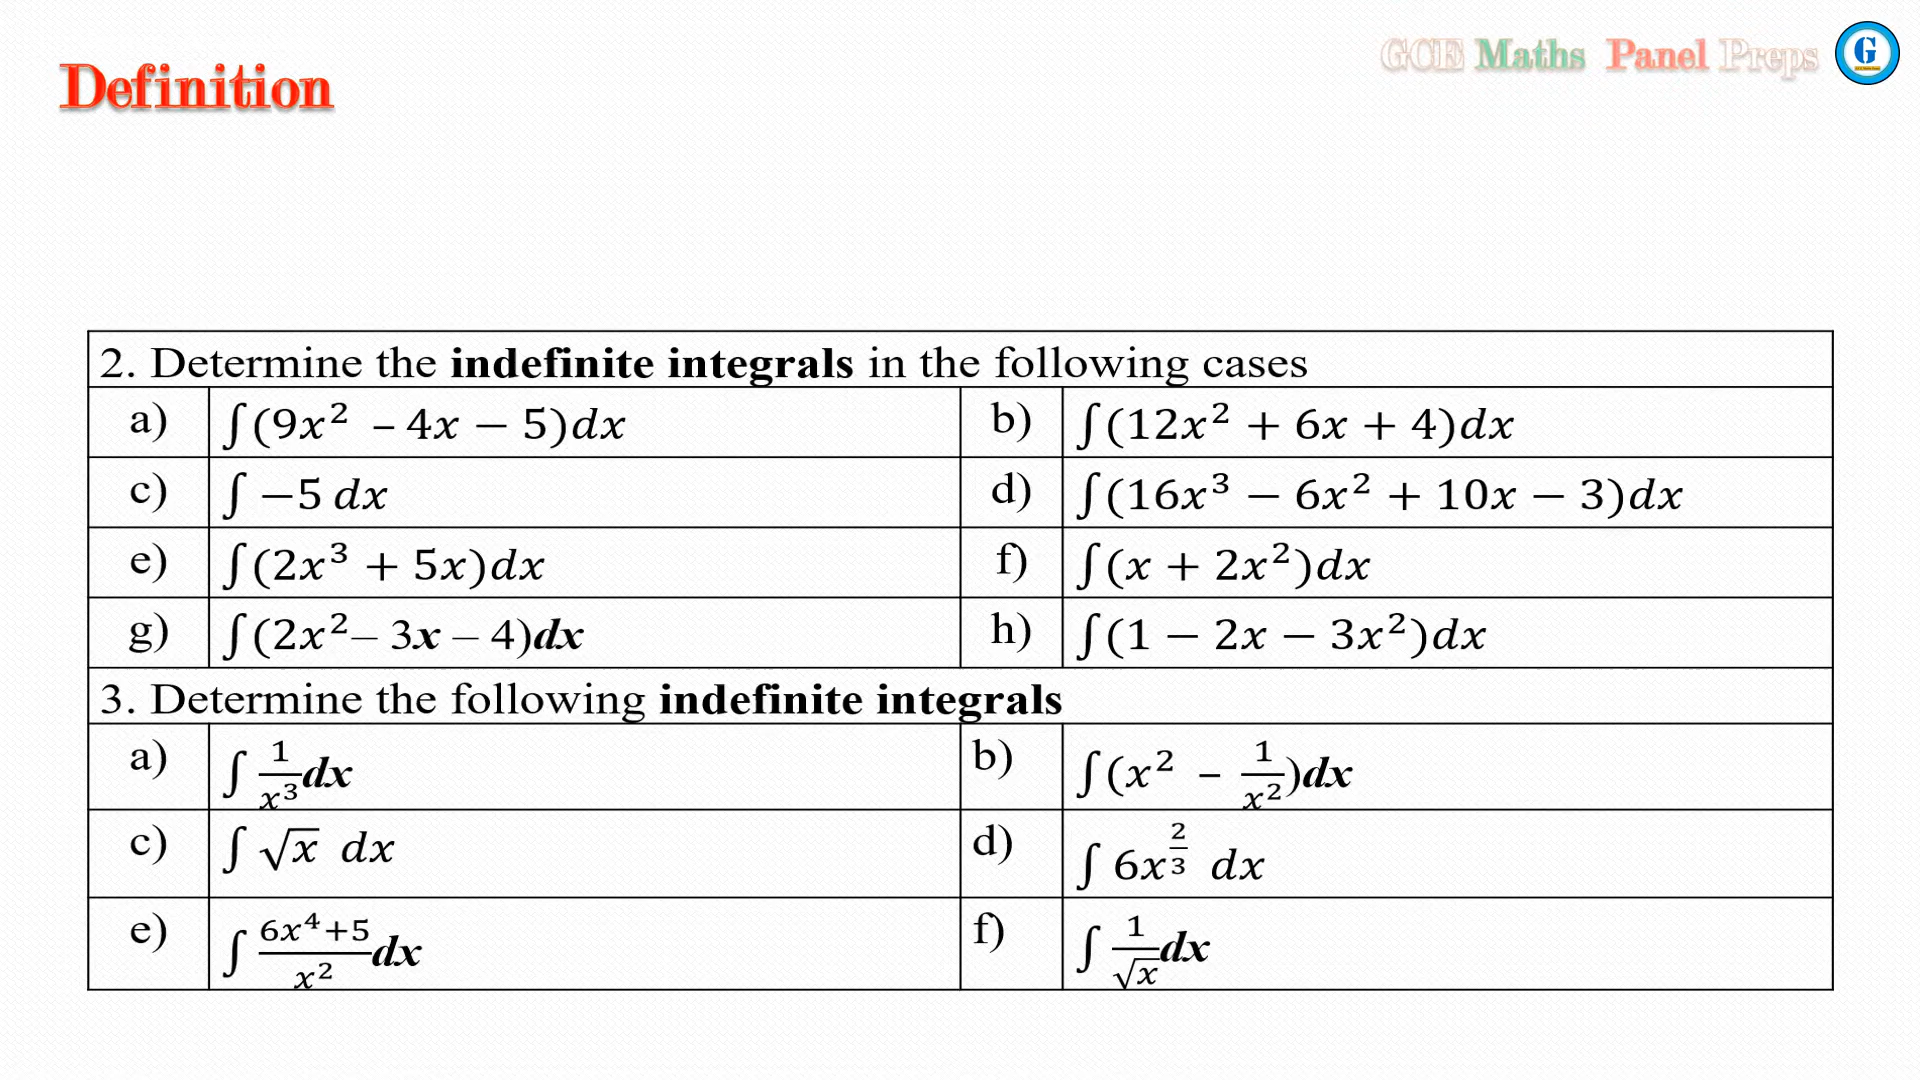 GCE Maths Panel Preps
G
Definition
2. Determine the indefinite integrals in the following cases
a) ∫(9x² – 4x − 5)dx b) ∫(12x² + 6x + 4)dx
c) ∫ −5 dx d) ∫(16x³ − 6x² + 10x − 3)dx
e) ∫(2x³ + 5x)dx f) ∫(x + 2x²)dx
g) ∫(2x²– 3x – 4)dx h) ∫(1 − 2x − 3x²)dx
3. Determine the following indefinite integrals
a) ∫ 1/x³ dx b) ∫(x² – 1/x²)dx
c) ∫ √x dx d) ∫ 6x^(2/3) dx
e) ∫ (6x⁴+5)/x² dx f) ∫ 1/√x dx